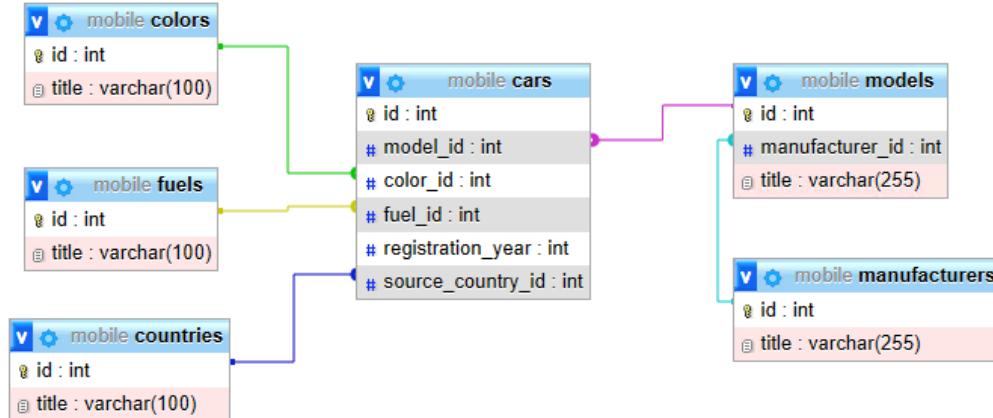 v mobile colors
id : int
title : varchar(100)
v mobile fuels
id : int
title : varchar(100)
v mobile countries
id : int
title : varchar(100)
v mobile cars
id : int
# model_id : int
# color_id : int
# fuel_id : int
# registration_year : int
# source_country_id : int
v mobile models
id : int
# manufacturer_id : int
title : varchar(255)
v mobile manufacturers
id : int
title : varchar(255)